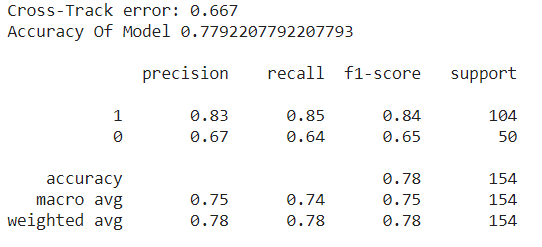 Cross-Track error: 0.667
Accuracy Of Model 0.7792207792207793
precision recall f1-score support
1 0.83 0.85 0.84 104
0 0.67 0.64 0.65 50
accuracy 0.78 154
macro avg 0.75 0.74 0.75 154
weighted avg 0.78 0.78 0.78 154